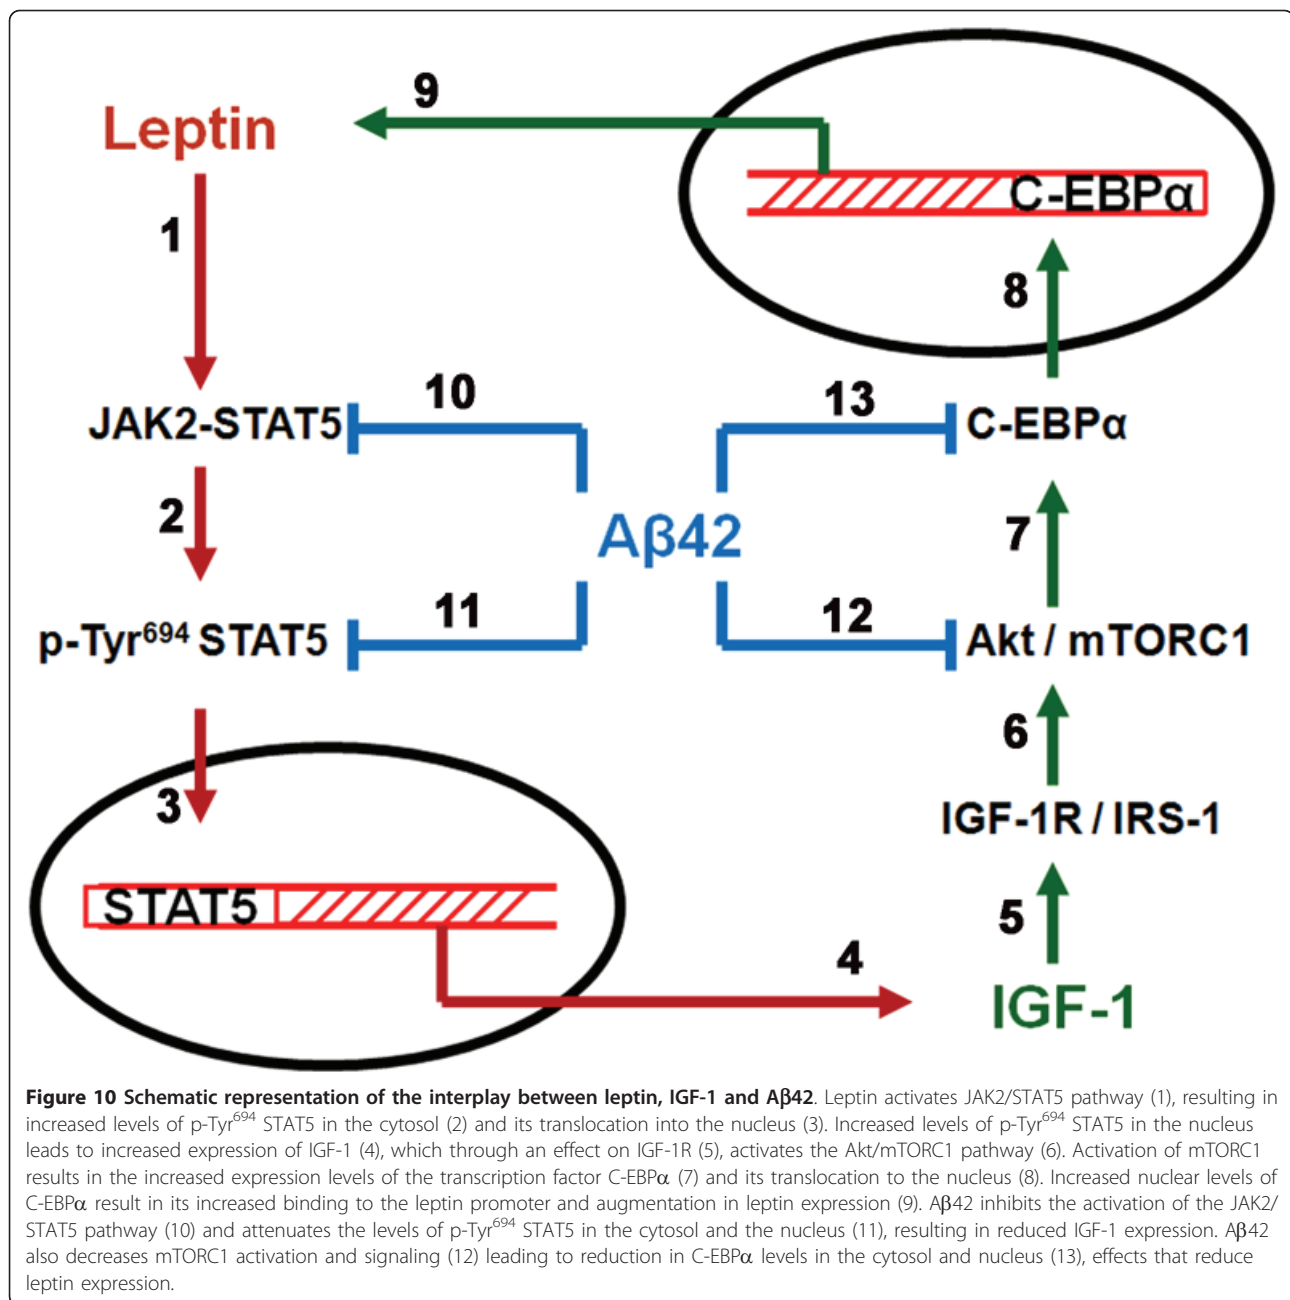 9
Leptin
C-EBPα
1
8
10
13
JAK2-STAT5
C-EBPα
2
Aβ42
7
11
12
p-Tyr⁶⁹⁴ STAT5
Akt / mTORC1
6
3
IGF-1R / IRS-1
STAT5
5
4
IGF-1
Figure 10 Schematic representation of the interplay between leptin, IGF-1 and Aβ42. Leptin activates JAK2/STAT5 pathway (1), resulting in
increased levels of p-Tyr⁶⁹⁴ STAT5 in the cytosol (2) and its translocation into the nucleus (3). Increased levels of p-Tyr⁶⁹⁴ STAT5 in the nucleus
leads to increased expression of IGF-1 (4), which through an effect on IGF-1R (5), activates the Akt/mTORC1 pathway (6). Activation of mTORC1
results in the increased expression levels of the transcription factor C-EBPα (7) and its translocation to the nucleus (8). Increased nuclear levels of
C-EBPα result in its increased binding to the leptin promoter and augmentation in leptin expression (9). Aβ42 inhibits the activation of the JAK2/
STAT5 pathway (10) and attenuates the levels of p-Tyr⁶⁹⁴ STAT5 in the cytosol and the nucleus (11), resulting in reduced IGF-1 expression. Aβ42
also decreases mTORC1 activation and signaling (12) leading to reduction in C-EBPα levels in the cytosol and nucleus (13), effects that reduce
leptin expression.